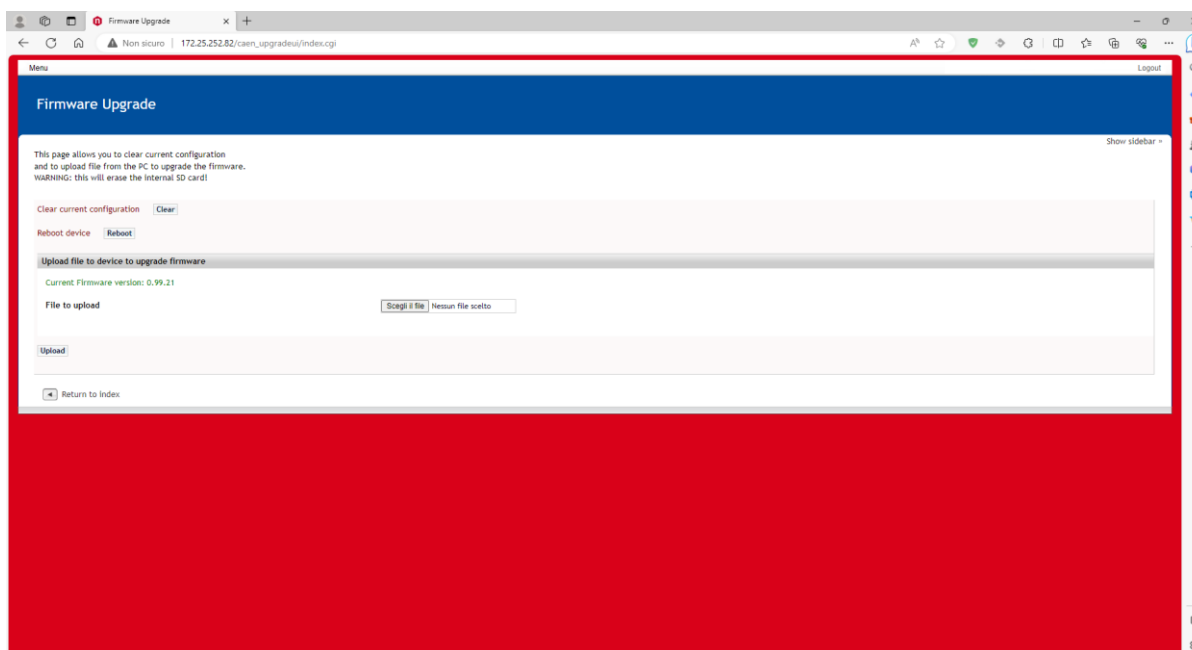 Firmware Upgrade
Non sicuro | 172.25.252.82/caen_upgradeui/index.cgi
Menu
Logout
Firmware Upgrade
Show sidebar »
This page allows you to clear current configuration
and to upload file from the PC to upgrade the firmware.
WARNING: this will erase the internal SD card!
Clear current configuration Clear
Reboot device Reboot
Upload file to device to upgrade firmware
Current Firmware version: 0.99.21
File to upload Scegli il file Nessun file scelto
Upload
Return to index